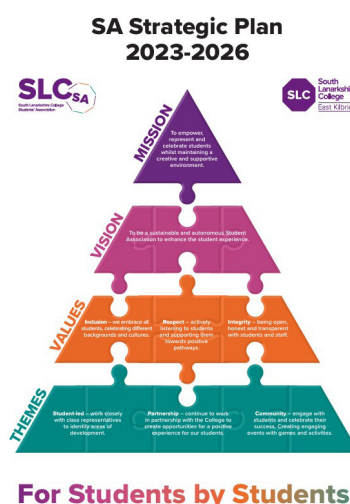 SA Strategic Plan
2023-2026
SLC SA
South Lanarkshire College
Students' Association
SLC
South
Lanarkshire
College
East Kilbride
MISSION
To empower,
represent and
celebrate students
whilst maintaining a
creative and supportive
environment.
VISION
To be a sustainable and autonomous Student
Association to enhance the student experience.
VALUES
Inclusion – we embrace all
students, celebrating different
backgrounds and cultures.
Respect – actively
listening to students
and supporting them
towards positive
pathways.
Integrity – being open,
honest and transparent
with students and staff.
THEMES
Student-led – work closely
with class representatives
to identify areas of
development.
Partnership – continue to work
in partnership with the College to
create opportunities for a positive
experience for our students.
Community – engage with
students and celebrate their
success. Creating engaging
events with games and activities.
For Students by Students